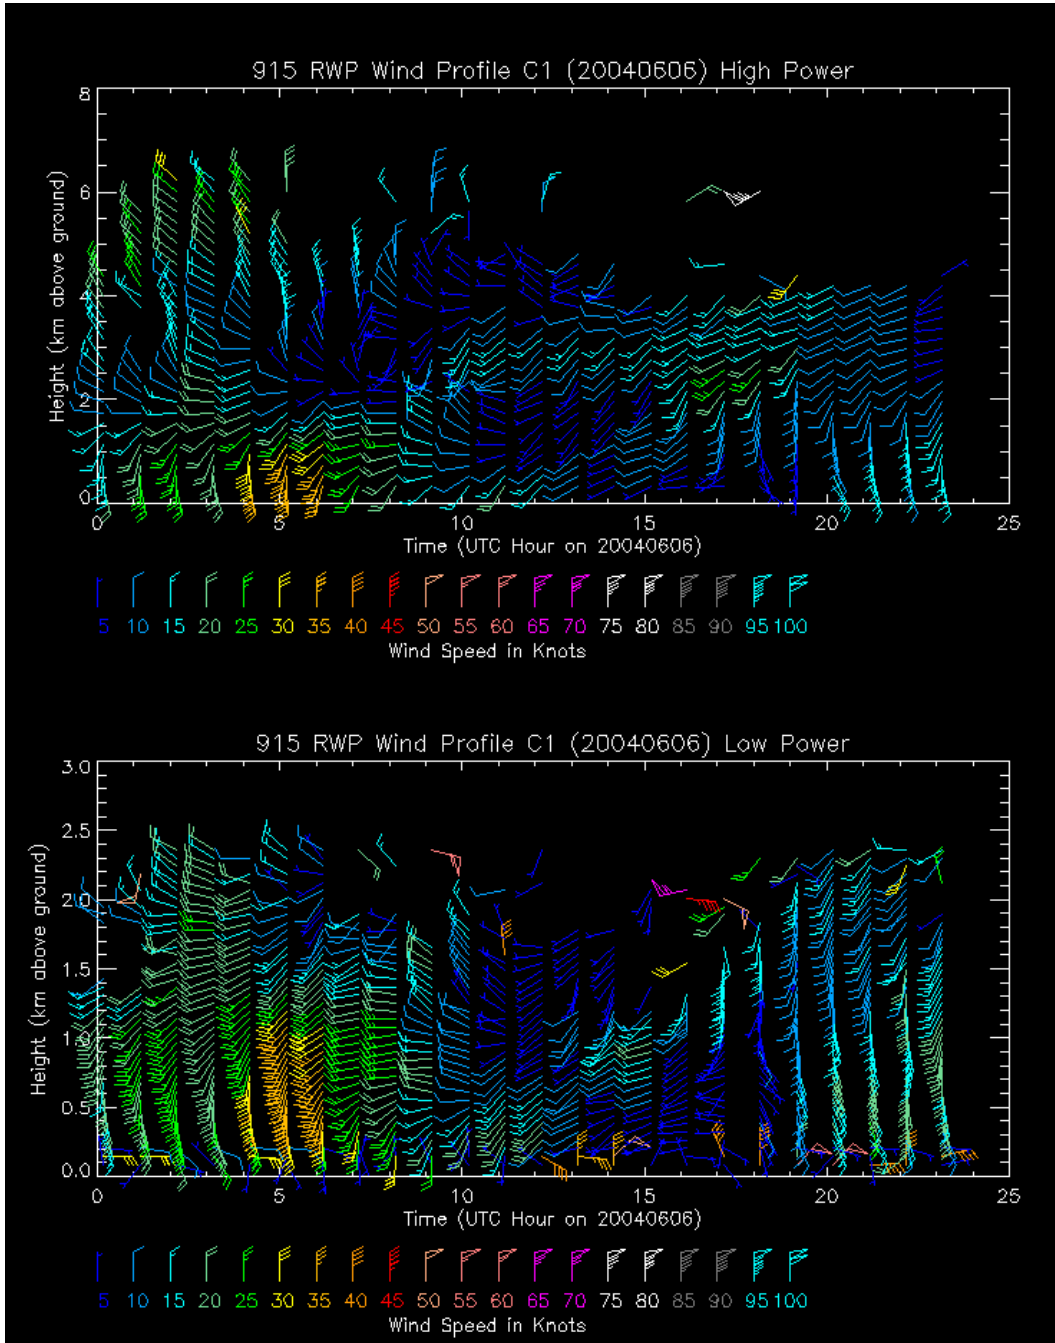 915 RWP Wind Profile C1 (20040606) High Power
8
6
4
2
0
Height (km above ground)
0 5 10 15 20 25
Time (UTC Hour on 20040606)
5 10 15 20 25 30 35 40 45 50 55 60 65 70 75 80 85 90 95 100
Wind Speed in Knots
915 RWP Wind Profile C1 (20040606) Low Power
3.0
2.5
2.0
1.5
1.0
0.5
0.0
Height (km above ground)
0 5 10 15 20 25
Time (UTC Hour on 20040606)
5 10 15 20 25 30 35 40 45 50 55 60 65 70 75 80 85 90 95 100
Wind Speed in Knots